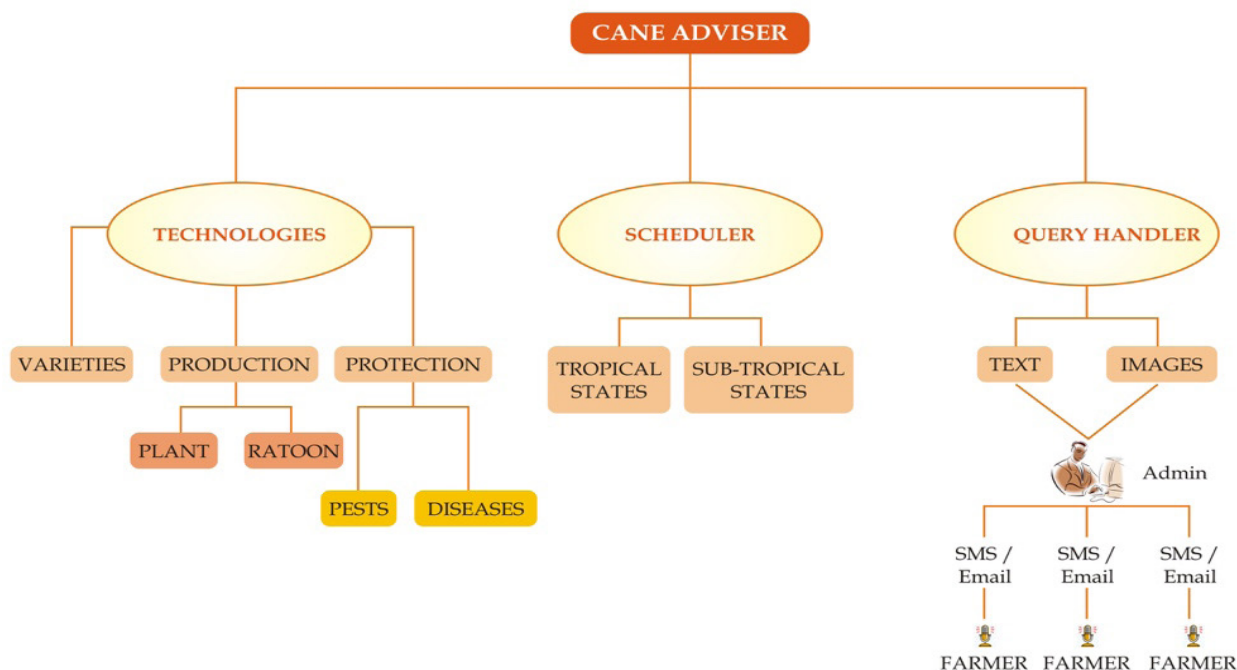 CANE ADVISER
TECHNOLOGIES
SCHEDULER
QUERY HANDLER
VARIETIES
PRODUCTION
PROTECTION
TROPICAL
STATES
SUB-TROPICAL
STATES
TEXT
IMAGES
PLANT
RATOON
PESTS
DISEASES
Admin
SMS /
Email
SMS /
Email
SMS /
Email
FARMER
FARMER
FARMER